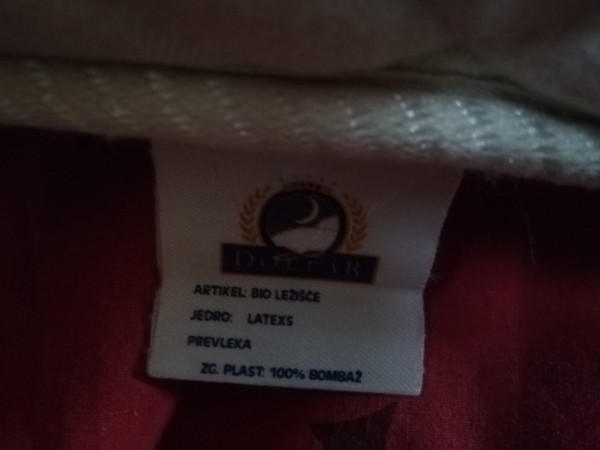 ARTIKEL: BIO LEŽIŠČE
JEDRO: LATEXS
PREVLEKA
ZG. PLAST: 100% BOMBAŽ